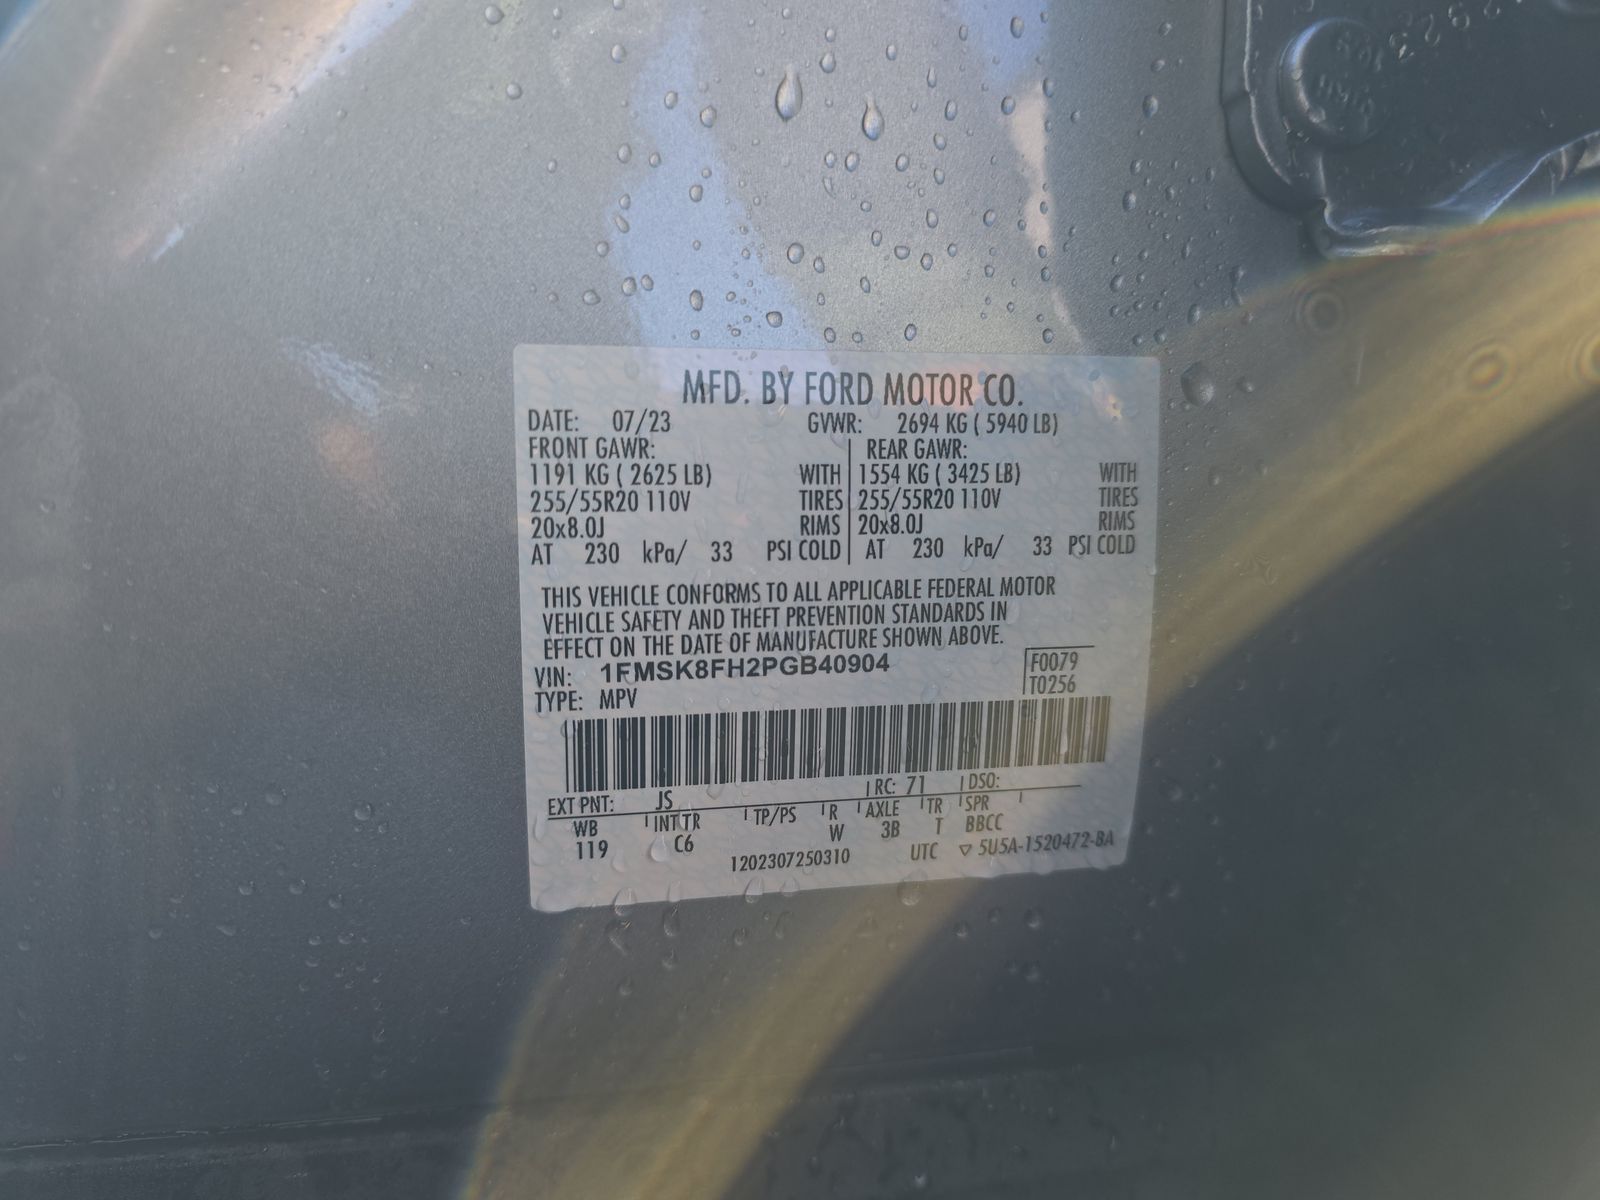 MFD. BY FORD MOTOR CO.
DATE: 07/23 GVWR: 2694 KG ( 5940 LB)
FRONT GAWR: REAR GAWR:
1191 KG ( 2625 LB) WITH 1554 KG ( 3425 LB) WITH
255/55R20 110V TIRES 255/55R20 110V TIRES
20x8.0J RIMS 20x8.0J RIMS
AT 230 kPa/ 33 PSI COLD AT 230 kPa/ 33 PSI COLD
THIS VEHICLE CONFORMS TO ALL APPLICABLE FEDERAL MOTOR
VEHICLE SAFETY AND THEFT PREVENTION STANDARDS IN
EFFECT ON THE DATE OF MANUFACTURE SHOWN ABOVE.
VIN: 1FMSK8FH2PGB40904 F0079
TYPE: MPV T0256
RC: 71 DSO:
EXT PNT: JS
WB INT TR TP/PS R AXLE TR SPR
119 C6 W 3B T BBCC
1202307250310 UTC ▽ 5U5A-1520472-BA